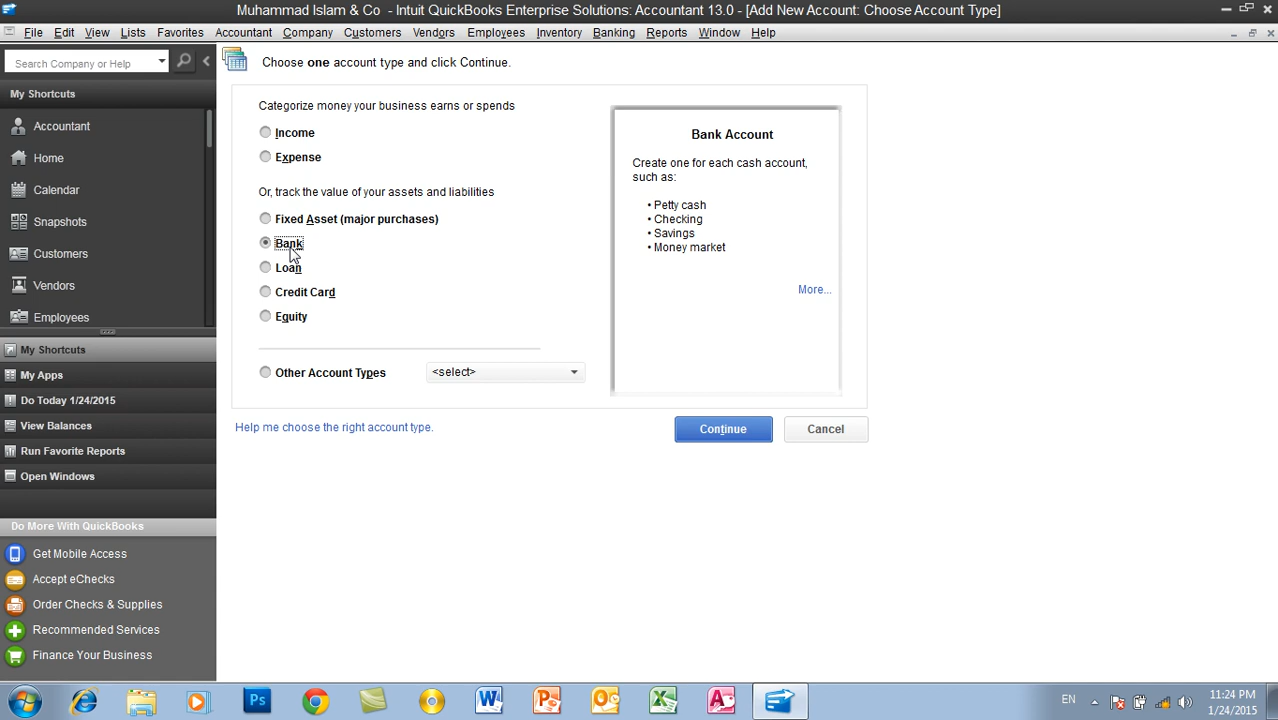 Muhammad Islam & Co - Intuit QuickBooks Enterprise Solutions: Accountant 13.0 - [Add New Account: Choose Account Type]
File Edit View Lists Favorites Accountant Company Customers Vendors Employees Inventory Banking Reports Window Help
Search Company or Help
My Shortcuts
Accountant
Home
Calendar
Snapshots
Customers
Vendors
Employees
My Shortcuts
My Apps
Do Today 1/24/2015
View Balances
Run Favorite Reports
Open Windows
Do More With QuickBooks
Get Mobile Access
Accept eChecks
Order Checks & Supplies
Recommended Services
Finance Your Business
Choose one account type and click Continue.
Categorize money your business earns or spends
Income
Expense
Or, track the value of your assets and liabilities
Fixed Asset (major purchases)
Bank
Loan
Credit Card
Equity
Other Account Types <select>
Bank Account
Create one for each cash account,
such as:
• Petty cash
• Checking
• Savings
• Money market
More...
Help me choose the right account type.
Continue Cancel
Ps W P O X A
EN
11:24 PM
1/24/2015